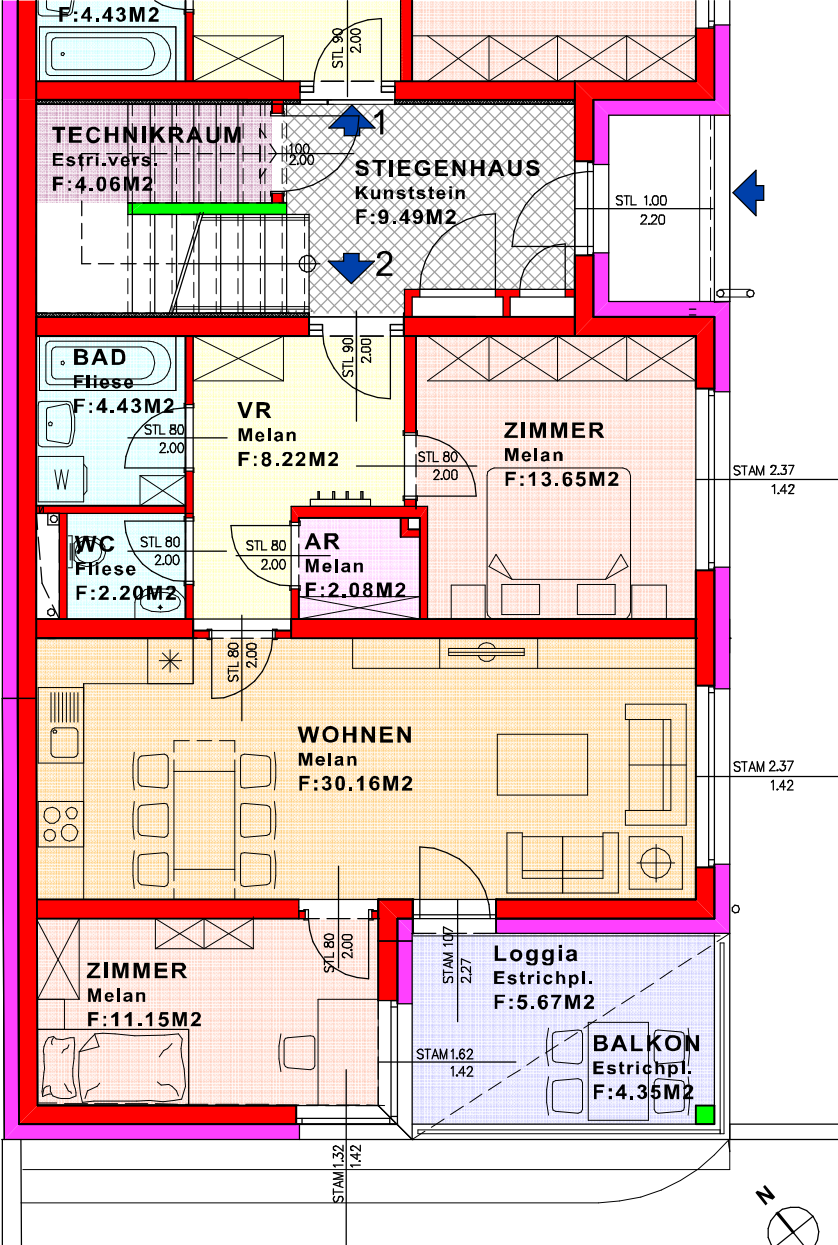 F:4.43M2
STL 90
2.00
TECHNIKRAUM
Estri.vers.
F:4.06M2
100
2.00
1
STIEGENHAUS
Kunststein
F:9.49M2
STL 1.00
2.20
2
BAD
Fliese
F:4.43M2
STL 90
2.00
VR
Melan
F:8.22M2
STL 80
2.00
W
ZIMMER
Melan
F:13.65M2
STL 80
2.00
STAM 2.37
1.42
WC
Fliese
F:2.20M2
STL 80
2.00
STL 80
2.00
AR
Melan
F:2.08M2
STL 80
2.00
WOHNEN
Melan
F:30.16M2
STAM 2.37
1.42
STL 80
2.00
ZIMMER
Melan
F:11.15M2
STAM 107
2.27
Loggia
Estrichpl.
F:5.67M2
STAM1.62
1.42
BALKON
Estrichpl.
F:4.35M2
STAM1.32
1.42
N